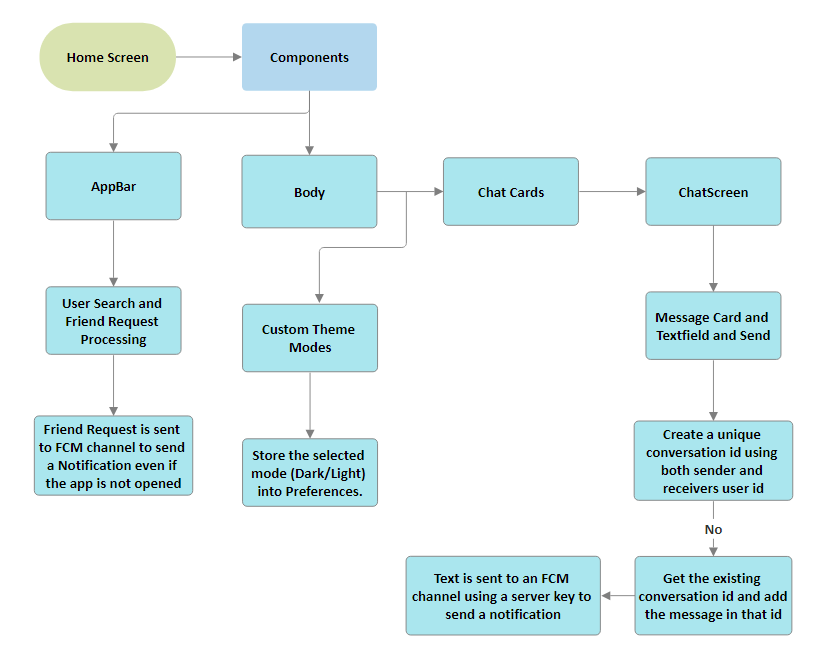 Home Screen
Components
AppBar
Body
Chat Cards
ChatScreen
User Search and
Friend Request
Processing
Custom Theme
Modes
Message Card and
Textfield and Send
Friend Request is sent
to FCM channel to send
a Notification even if
the app is not opened
Store the selected
mode (Dark/Light)
into Preferences.
Create a unique
conversation id using
both sender and
receivers user id
No
Text is sent to an FCM
channel using a server key to
send a notification
Get the existing
conversation id and add
the message in that id